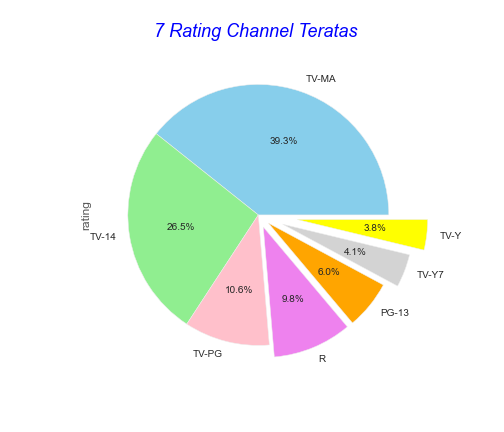 7 Rating Channel Teratas
TV-MA
39.3%
rating
TV-14
26.5%
3.8%
TV-Y
4.1%
TV-Y7
6.0%
PG-13
10.6%
9.8%
TV-PG
R